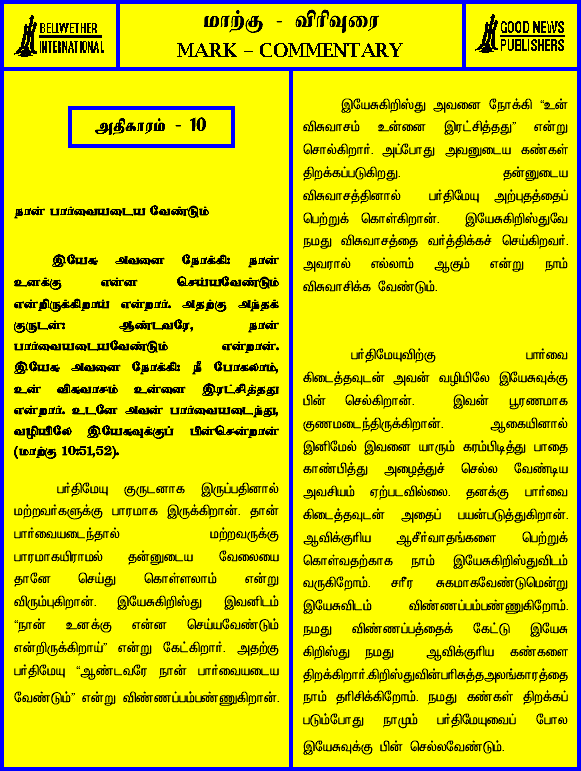 BELLWETHER
INTERNATIONAL
மாற்கு - விரிவுரை
MARK – COMMENTARY
GOOD NEWS
PUBLISHERS
அதிகாரம் - 10
நான் பார்வையடைய வேண்டும்
இயேசு அவனை நோக்கி: நான்
உனக்கு என்ன செய்யவேண்டும்
என்றிருக்கிறாய் என்றார். அதற்கு அந்தக்
குருடன்: ஆண்டவரே, நான்
பார்வையடையவேண்டும் என்றான்.
இயேசு அவனை நோக்கி: நீ போகலாம்,
உன் விசுவாசம் உன்னை இரட்சித்தது
என்றார். உடனே அவன் பார்வையடைந்து,
வழியிலே இயேசுவுக்குப் பின்சென்றான்
(மாற்கு 10:51,52).
பர்திமேயு குருடனாக இருப்பதினால்
மற்றவர்களுக்கு பாரமாக இருக்கிறான். தான்
பார்வையடைந்தால் மற்றவருக்கு
பாரமாகயிராமல் தன்னுடைய வேலையை
தானே செய்து கொள்ளலாம் என்று
விரும்புகிறான். இயேசுகிறிஸ்து இவனிடம்
“நான் உனக்கு என்ன செய்யவேண்டும்
என்றிருக்கிறாய்” என்று கேட்கிறார். அதற்கு
பர்திமேயு “ஆண்டவரே நான் பார்வையடைய
வேண்டும்” என்று விண்ணப்பம்பண்ணுகிறான்.
இயேசுகிறிஸ்து அவனை நோக்கி “உன்
விசுவாசம் உன்னை இரட்சித்தது” என்று
சொல்கிறார். அப்போது அவனுடைய கண்கள்
திறக்கப்படுகிறது. தன்னுடைய
விசுவாசத்தினால் பர்திமேயு அற்புதத்தைப்
பெற்றுக் கொள்கிறான். இயேசுகிறிஸ்துவே
நமது விசுவாசத்தை வர்த்திக்கச் செய்கிறவர்.
அவரால் எல்லாம் ஆகும் என்று நாம்
விசுவாசிக்க வேண்டும்.
பர்திமேயுவிற்கு பார்வை
கிடைத்தவுடன் அவன் வழியிலே இயேசுவுக்கு
பின் செல்கிறான். இவன் பூரணமாக
குணமடைந்திருக்கிறான். ஆகையினால்
இனிமேல் இவனை யாரும் கரம்பிடித்து பாதை
காண்பித்து அழைத்துச் செல்ல வேண்டிய
அவசியம் ஏற்படவில்லை. தனக்கு பார்வை
கிடைத்தவுடன் அதைப் பயன்படுத்துகிறான்.
ஆவிக்குரிய ஆசீர்வாதங்களை பெற்றுக்
கொள்வதற்காக நாம் இயேசுகிறிஸ்துவிடம்
வருகிறோம். சரீர சுகமாகவேண்டுமென்று
இயேசுவிடம் விண்ணப்பம்பண்ணுகிறோம்.
நமது விண்ணப்பத்தைக் கேட்டு இயேசு
கிறிஸ்து நமது ஆவிக்குரிய கண்களை
திறக்கிறார்.கிறிஸ்துவின்பரிசுத்தஅலங்காரத்தை
நாம் தரிசிக்கிறோம். நமது கண்கள் திறக்கப்
படும்போது நாமும் பர்திமேயுவைப் போல
இயேசுவுக்கு பின் செல்லவேண்டும்.